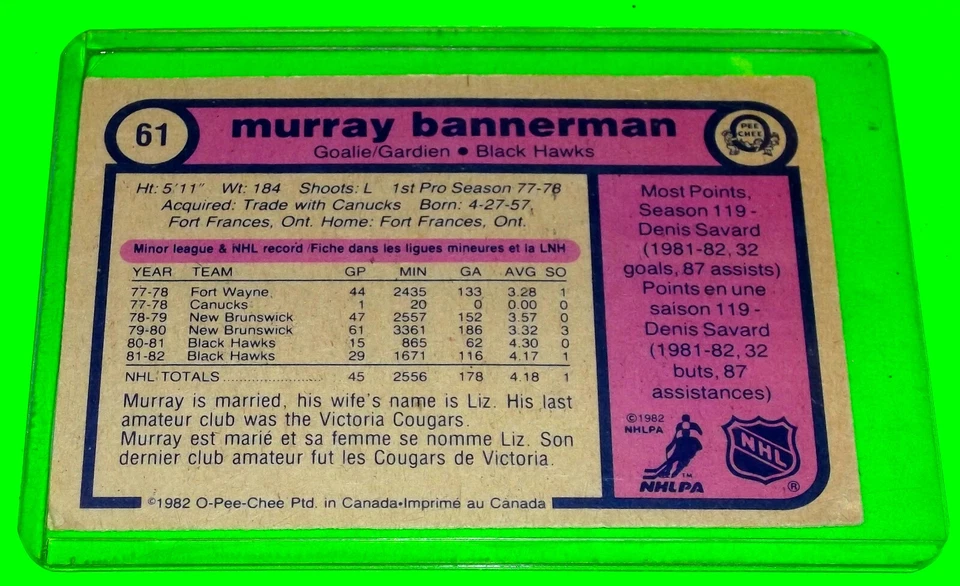 61
murray bannerman
Goalie/Gardien • Black Hawks
PEE
CHEE
Ht: 5'11" Wt: 184 Shoots: L 1st Pro Season 77-78
Acquired: Trade with Canucks Born: 4-27-57,
Fort Frances, Ont. Home: Fort Frances, Ont.
Minor league & NHL record/Fiche dans les ligues mineures et la LNH
YEAR TEAM GP MIN GA AVG SO
77-78 Fort Wayne 44 2435 133 3.28 1
77-78 Canucks 1 20 0 0.00 0
78-79 New Brunswick 47 2557 152 3.57 0
79-80 New Brunswick 61 3361 186 3.32 3
80-81 Black Hawks 15 865 62 4.30 0
81-82 Black Hawks 29 1671 116 4.17 1
NHL TOTALS 45 2556 178 4.18 1
Murray is married, his wife's name is Liz. His last
amateur club was the Victoria Cougars.
Murray est marié et sa femme se nomme Liz. Son
dernier club amateur fut les Cougars de Victoria.
Most Points,
Season 119 -
Denis Savard
(1981-82, 32
goals, 87 assists)
Points en une
saison 119 -
Denis Savard
(1981-82, 32
buts, 87
assistances)
©1982
NHLPA
TM
NHLPA
NHL
®
©1982 O-Pee-Chee Ptd. in Canada•Imprimé au Canada